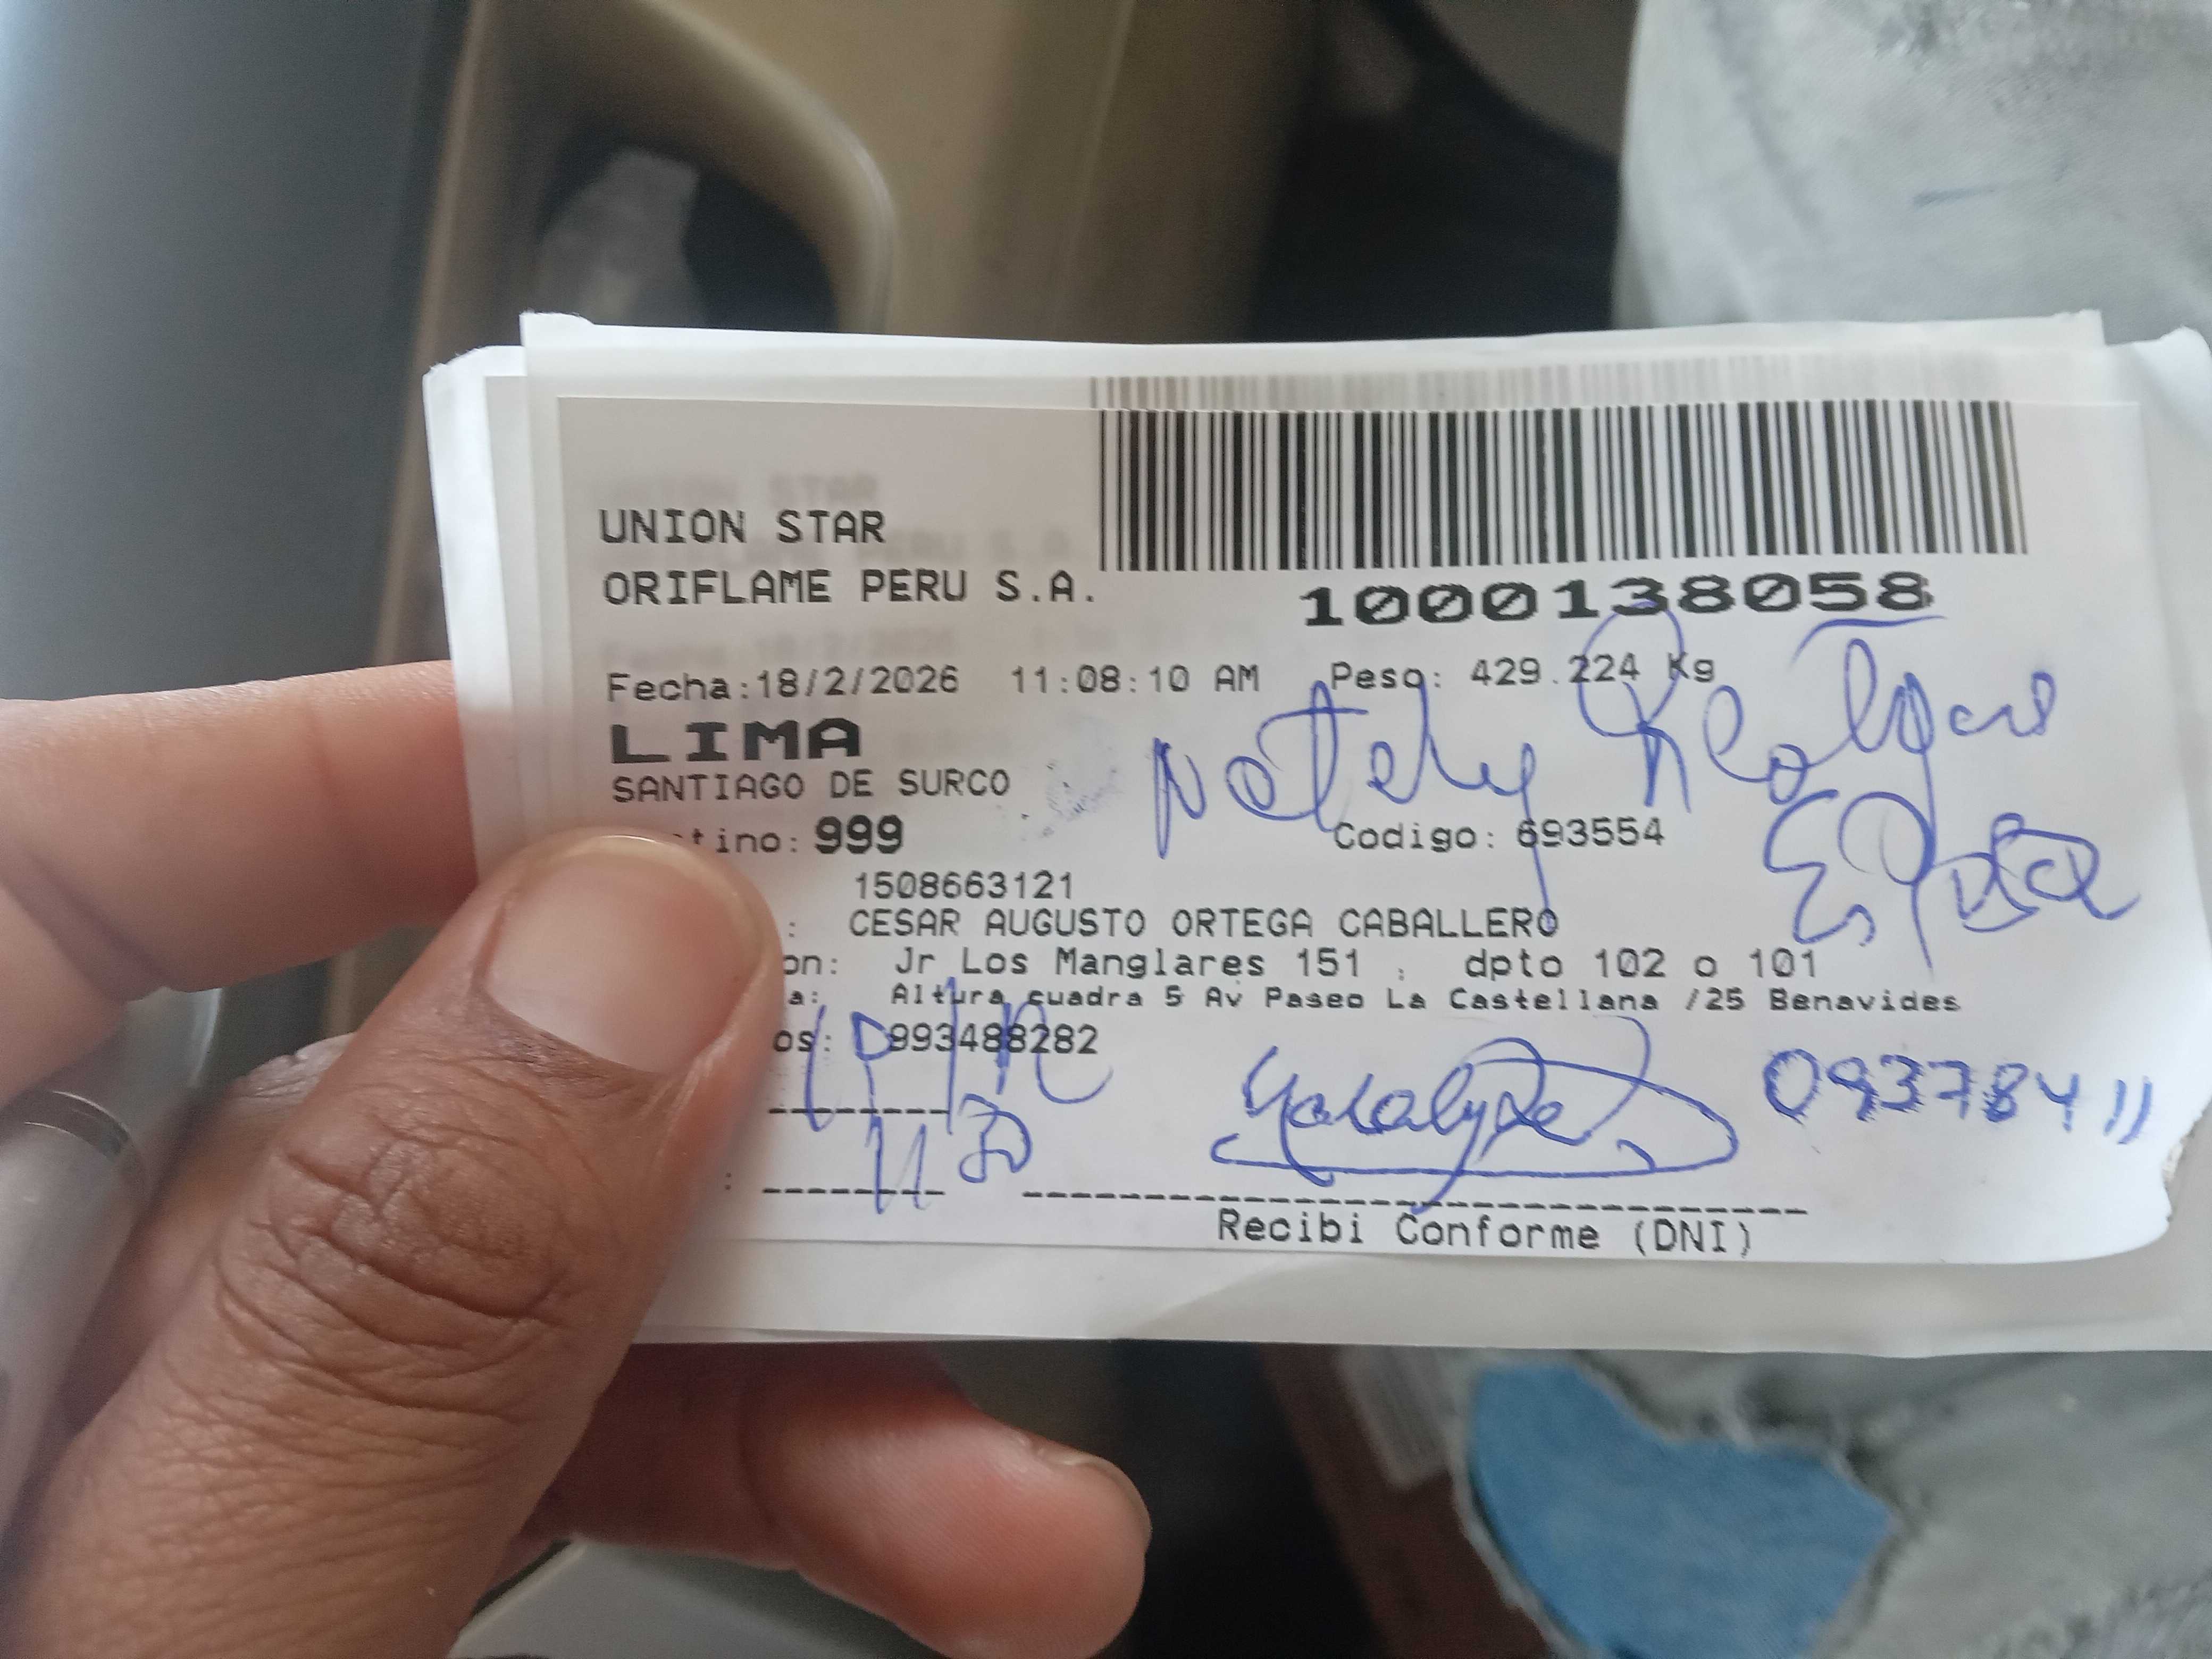 UNION STAR
ORIFLAME PERU S.A.
1000138058
Fecha:18/2/2026 11:08:10 AM Peso: 429.224 Kg
LIMA
SANTIAGO DE SURCO
tino: 999 Codigo: 693554
1508663121
: CESAR AUGUSTO ORTEGA CABALLERO
on: Jr Los Manglares 151 , dpto 102 o 101
a: Altura cuadra 5 Av Paseo La Castellana /25 Benavides
os: 993488282
09378411
Recibi Conforme (DNI)